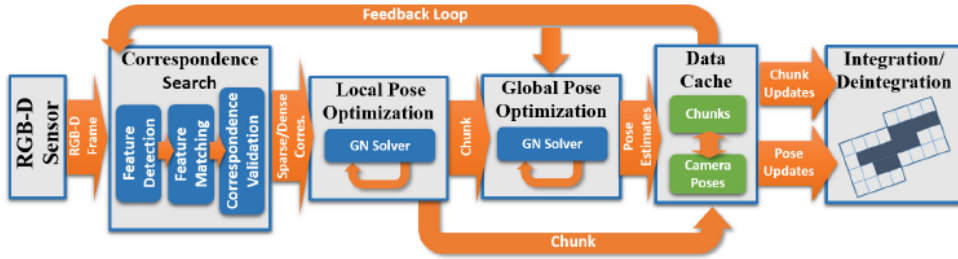 Feedback Loop
RGB-D
Sensor
RGB-D
Frame
Correspondence
Search
Feature
Detection
Feature
Matching
Correspondence
Validation
Sparse/Dense
Corres.
Local Pose
Optimization
GN Solver
Chunk
Global Pose
Optimization
GN Solver
Pose
Estimates
Data
Cache
Chunks
Camera
Poses
Chunk
Updates
Pose
Updates
Integration/
Deintegration
Chunk